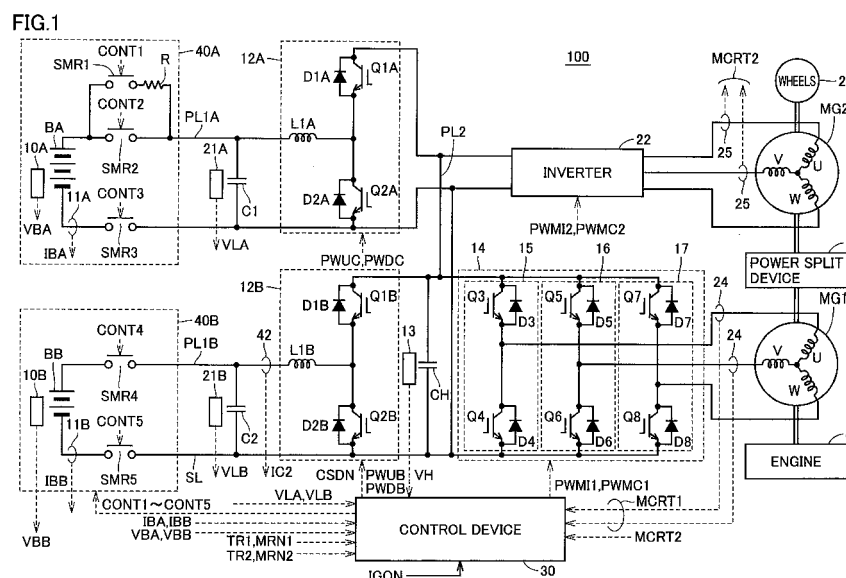 FIG.1
CONT1
40A
12A
100
MCRT2
SMR1
R
D1A
Q1A
WHEELS
2
CONT2
PL1A
PL2
MG2
BA
L1A
22
10A
SMR2
21A
INVERTER
25
V
U
W
CONT3
D2A
Q2A
25
11A
C1
VBA
IBA
SMR3
VLA
PWUC,PWDC
PWMI2,PWMC2
14
15
16
17
POWER SPLIT
DEVICE
12B
24
MG1
CONT4
40B
D1B
Q1B
13
Q3
Q5
Q7
D3
D5
D7
24
PL1B
42
BB
L1B
V
U
W
10B
SMR4
21B
CH
CONT5
D2B
Q2B
Q4
Q6
Q8
11B
C2
D4
D6
D8
SMR5
SL
VLB
IC2
IBB
CSDN
PWUB
PWDB
VH
PWMI1,PWMC1
ENGINE
VLA,VLB
CONT1～CONT5
MCRT1
VBB
IBA,IBB
VBA,VBB
CONTROL DEVICE
TR1,MRN1
MCRT2
TR2,MRN2
30
IGON